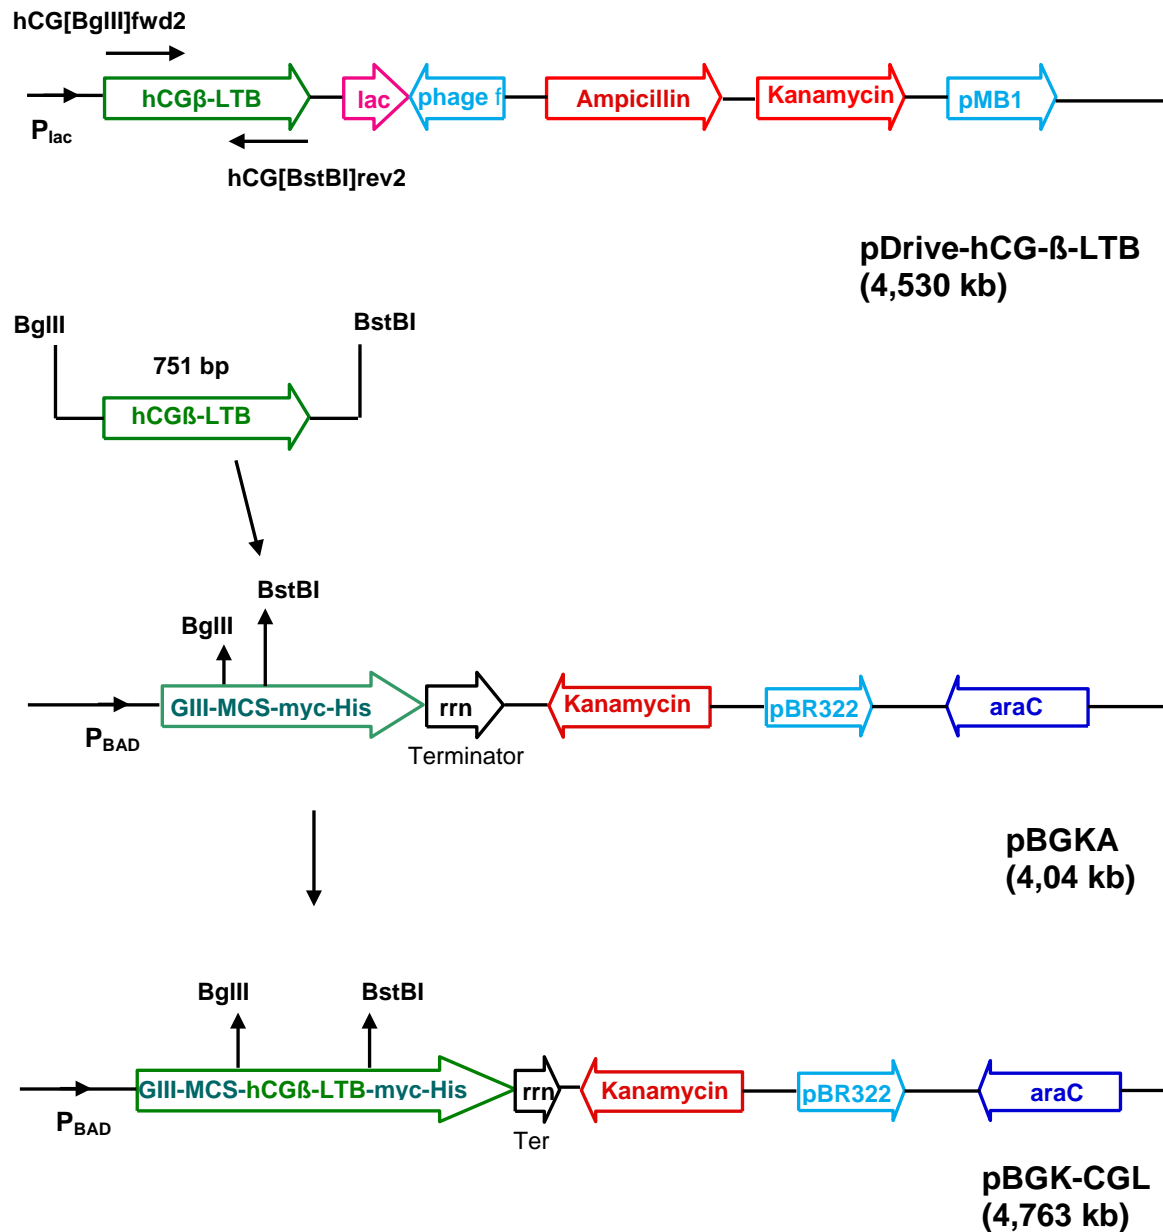 hCG[BglII]fwd2
hCGβ-LTB
lac
phage f
Ampicillin
Kanamycin
pMB1
Plac
hCG[BstBI]rev2
pDrive-hCG-ß-LTB
(4,530 kb)
BglII
BstBI
751 bp
hCGß-LTB
BstBI
BglII
GIII-MCS-myc-His
rrn
Kanamycin
pBR322
araC
PBAD
Terminator
pBGKA
(4,04 kb)
BglII
BstBI
GIII-MCS-hCGß-LTB-myc-His
rrn
Kanamycin
pBR322
araC
PBAD
Ter
pBGK-CGL
(4,763 kb)